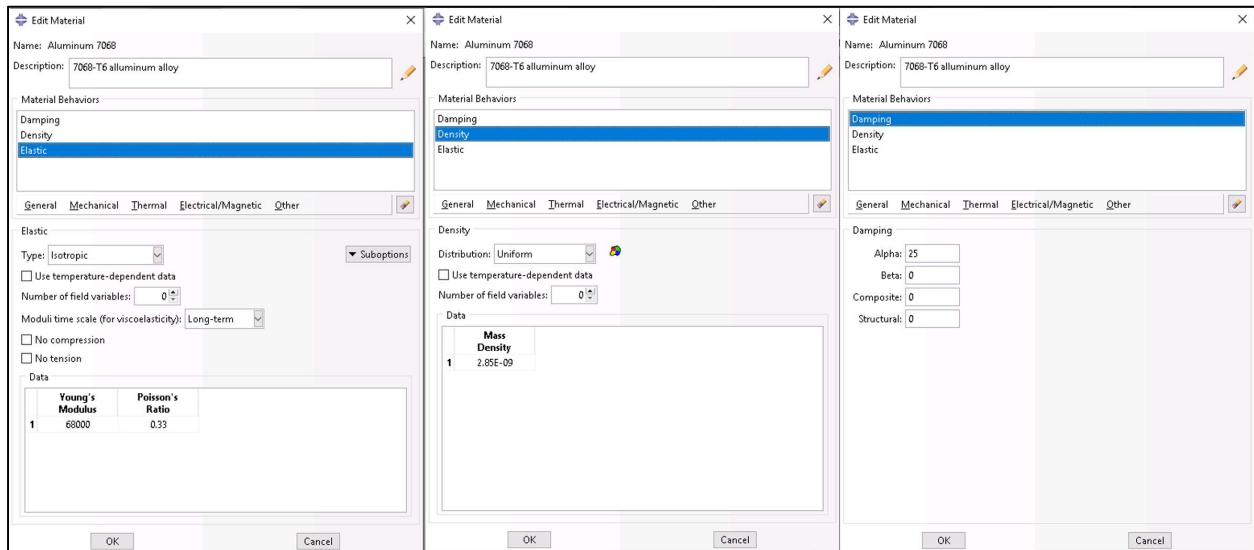 Edit Material
Name: Aluminum 7068
Description: 7068-T6 alluminum alloy
Material Behaviors
Damping
Density
Elastic
General Mechanical Thermal Electrical/Magnetic Other
Elastic
Type: Isotropic
Suboptions
Use temperature-dependent data
Number of field variables: 0
Moduli time scale (for viscoelasticity): Long-term
No compression
No tension
Data
Young's Poisson's
Modulus Ratio
1 68000 0.33
OK Cancel
Edit Material
Name: Aluminum 7068
Description: 7068-T6 alluminum alloy
Material Behaviors
Damping
Density
Elastic
General Mechanical Thermal Electrical/Magnetic Other
Density
Distribution: Uniform
Use temperature-dependent data
Number of field variables: 0
Data
Mass
Density
1 2.85E-09
OK Cancel
Edit Material
Name: Aluminum 7068
Description: 7068-T6 alluminum alloy
Material Behaviors
Damping
Density
Elastic
General Mechanical Thermal Electrical/Magnetic Other
Damping
Alpha: 25
Beta: 0
Composite: 0
Structural: 0
OK Cancel